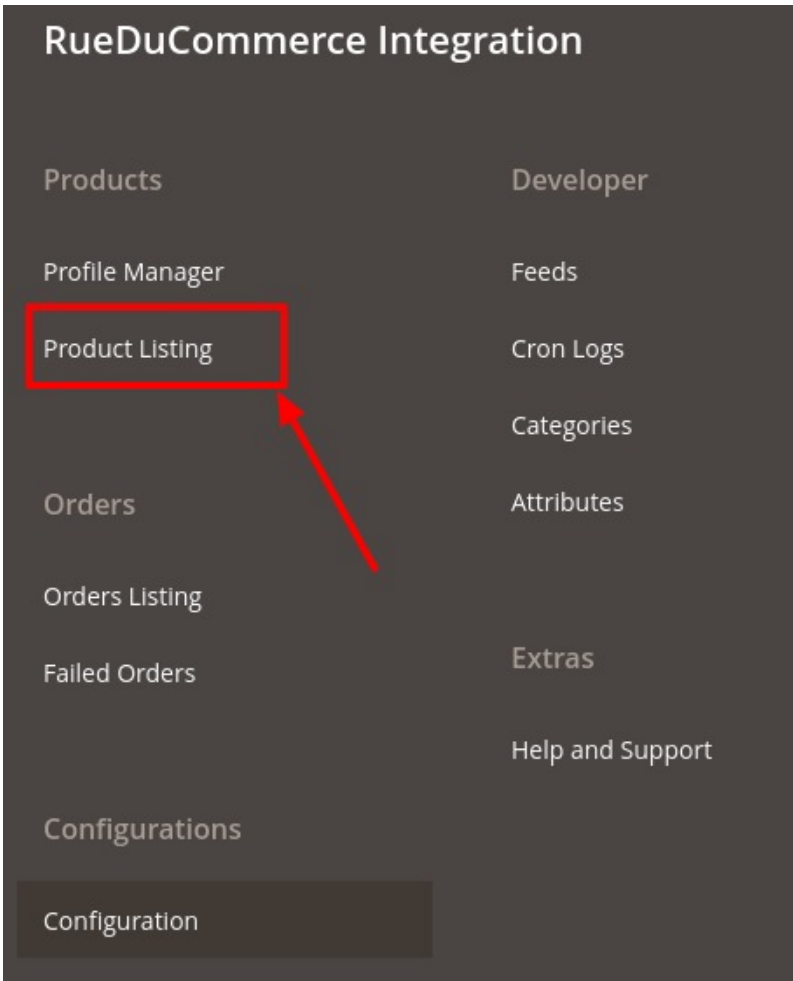 RueDuCommerce Integration
Products
Profile Manager
Product Listing
Orders
Orders Listing
Failed Orders
Configurations
Configuration
Developer
Feeds
Cron Logs
Categories
Attributes
Extras
Help and Support